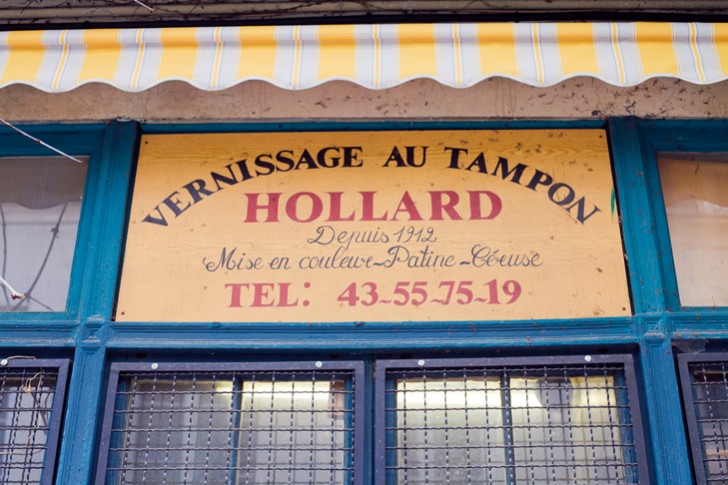 VERNISSAGE AU TAMPON
HOLLARD
Depuis 1912
Mise en couleur-Patine-Céruse
TEL: 43-55-75-19